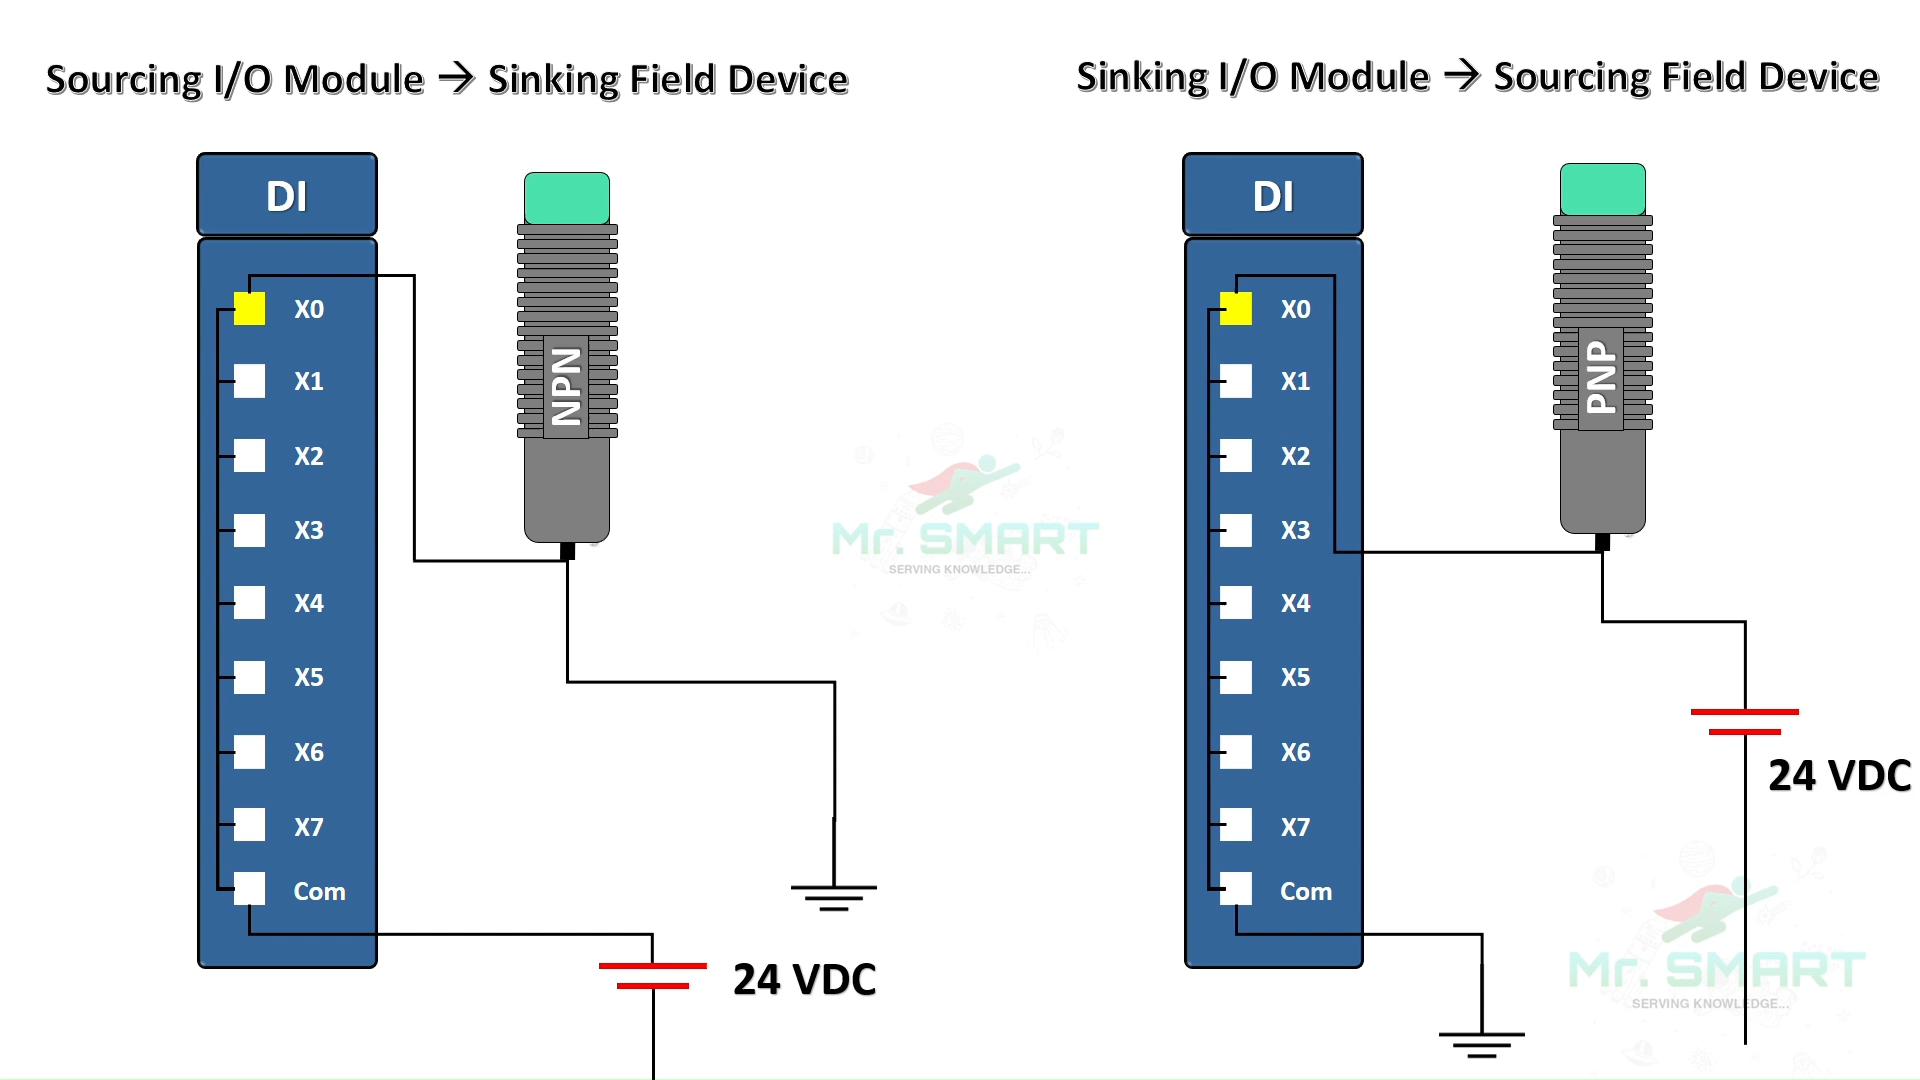 Sourcing I/O Module → Sinking Field Device
DI
X0
X1
X2
X3
X4
X5
X6
X7
Com
NPN
24 VDC
Mr. SMART
SERVING KNOWLEDGE...
Sinking I/O Module → Sourcing Field Device
DI
X0
X1
X2
X3
X4
X5
X6
X7
Com
PNP
24 VDC
Mr. SMART
SERVING KNOWLEDGE...